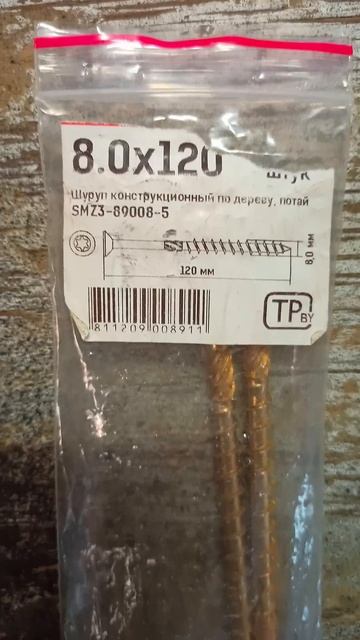 8.0x120
штук
Шуруп конструкционный по дереву, потай
SMZ3-89008-5
8,0 мм
120 мм
811209 008911
ТР BY